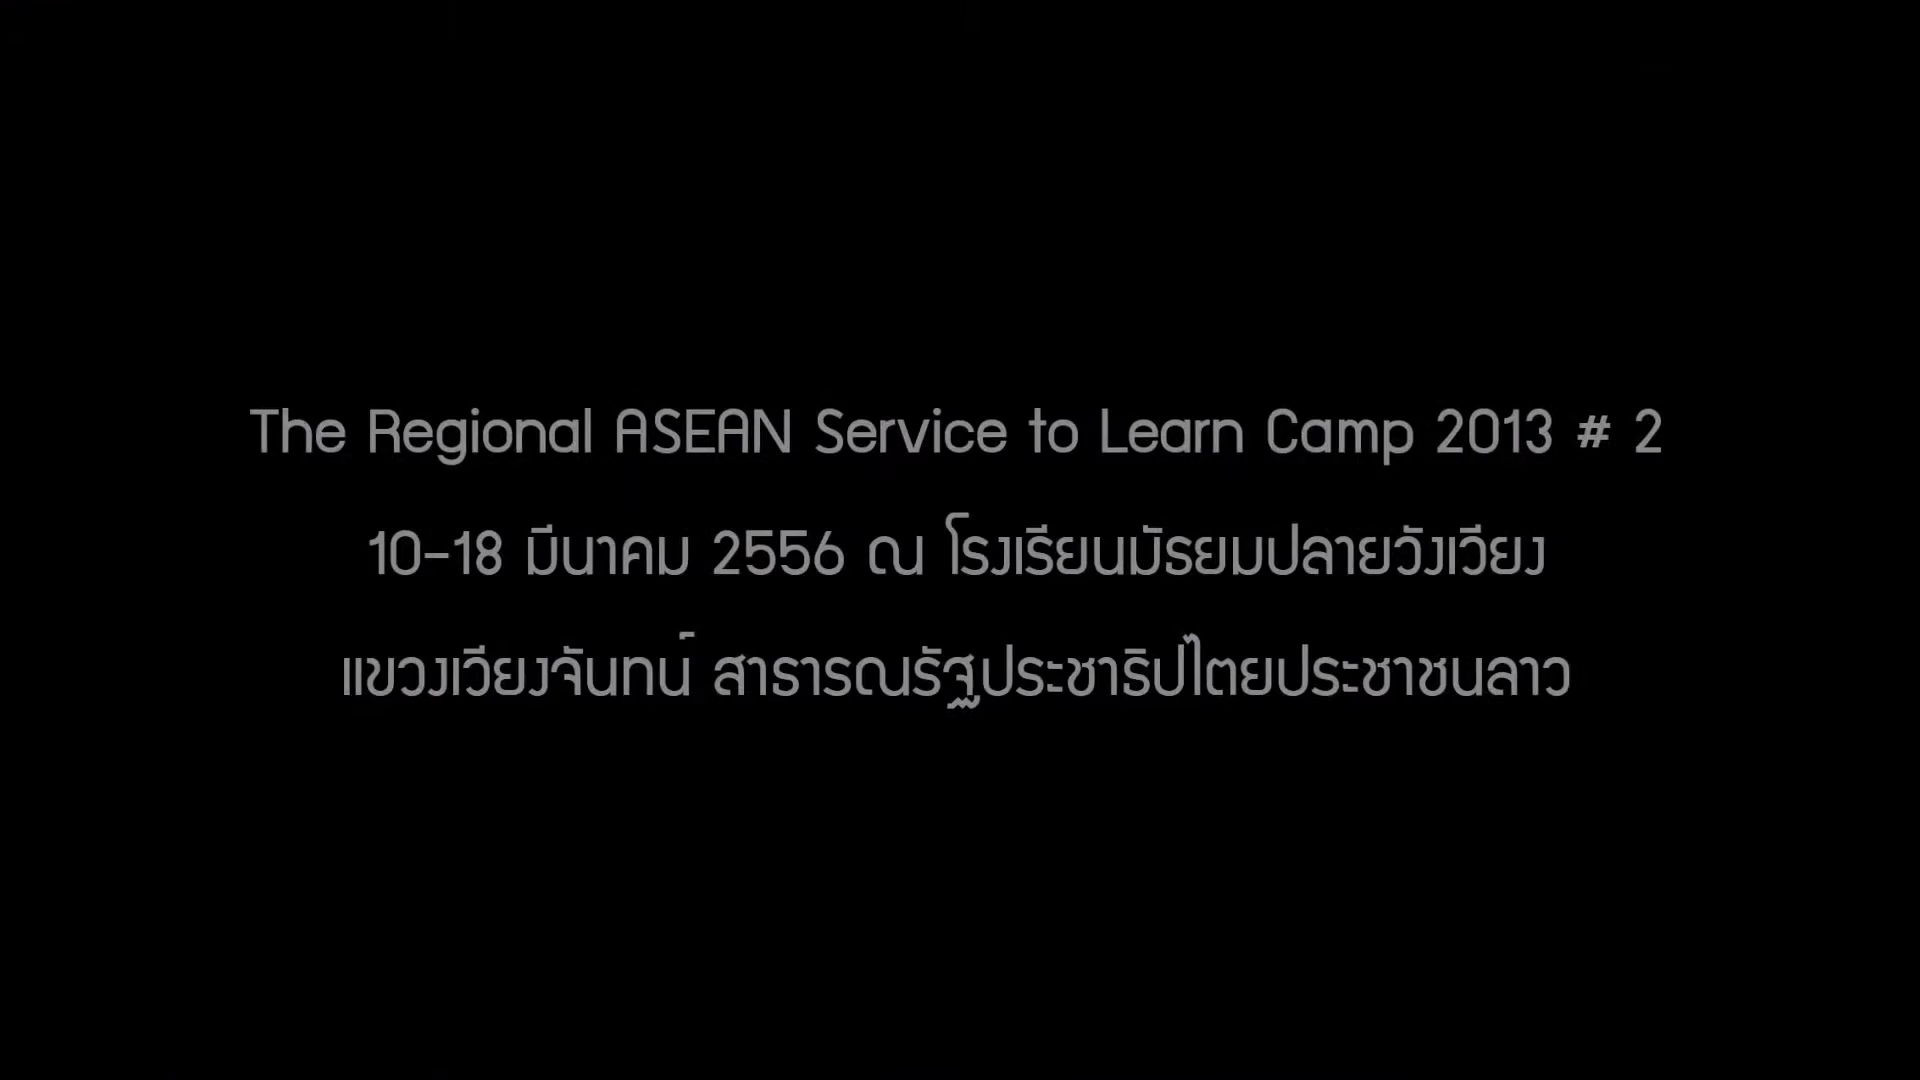 The Regional ASEAN Service to Learn Camp 2013 # 2
10-18 มีนาคม 2556 ณ โรงเรียนมัธยมปลายวังเวียง
แขวงเวียงจันทน์ สาธารณรัฐประชาธิปไตยประชาชนลาว